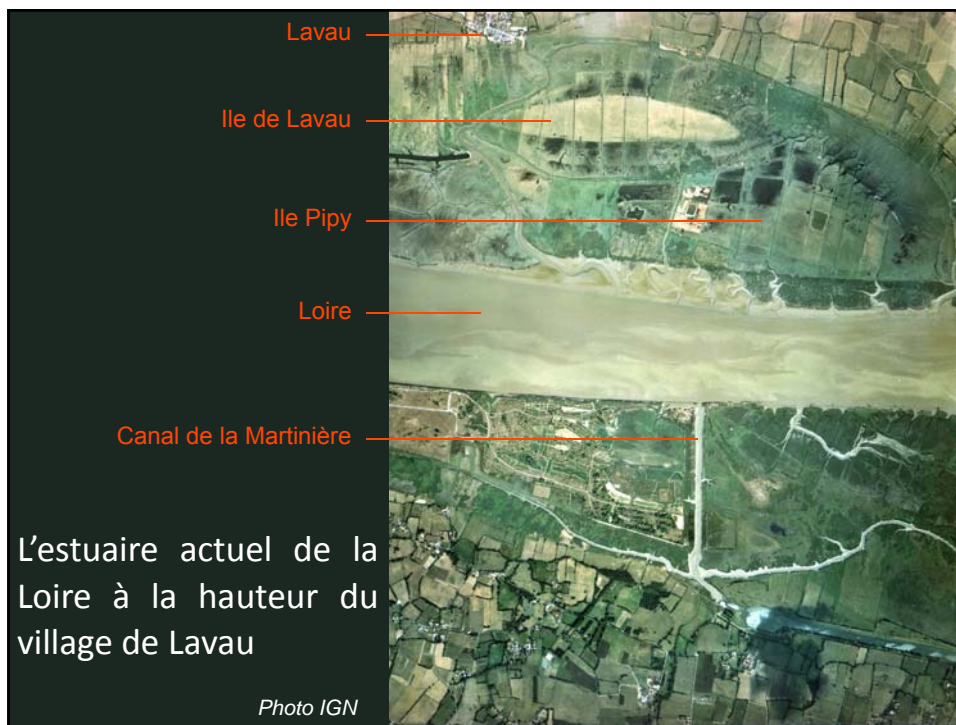 Lavau
Ile de Lavau
Ile Pipy
Loire
Canal de la Martinière
L’estuaire actuel de la
Loire à la hauteur du
village de Lavau
Photo IGN